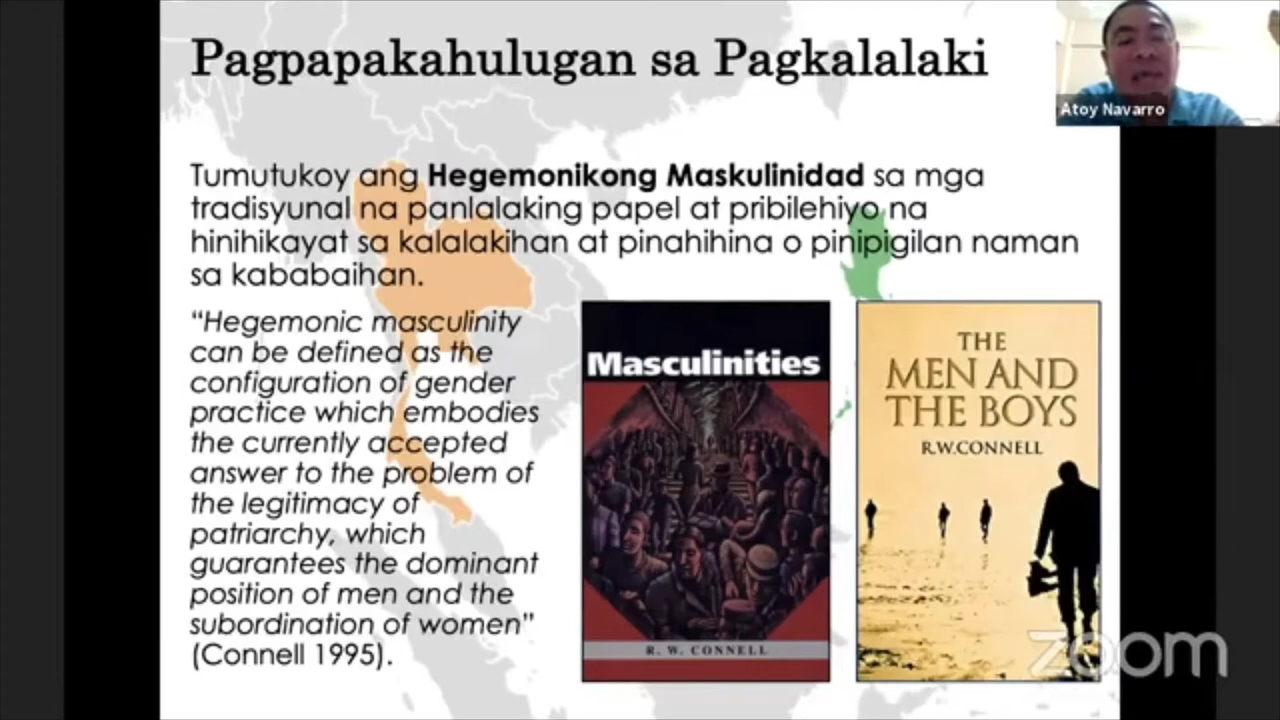 Pagpapakahulugan sa Pagkalalaki
Atoy Navarro
Tumutukoy ang Hegemonikong Maskulinidad sa mga
tradisyunal na panlalaking papel at pribilehiyo na
hinihikayat sa kalalakihan at pinahihina o pinipigilan naman
sa kababaihan.
“Hegemonic masculinity
can be defined as the
configuration of gender
practice which embodies
the currently accepted
answer to the problem of
the legitimacy of
patriarchy, which
guarantees the dominant
position of men and the
subordination of women”
(Connell 1995).
Masculinities
R. W. CONNELL
THE
MEN AND
THE BOYS
R.W.CONNELL
zoom